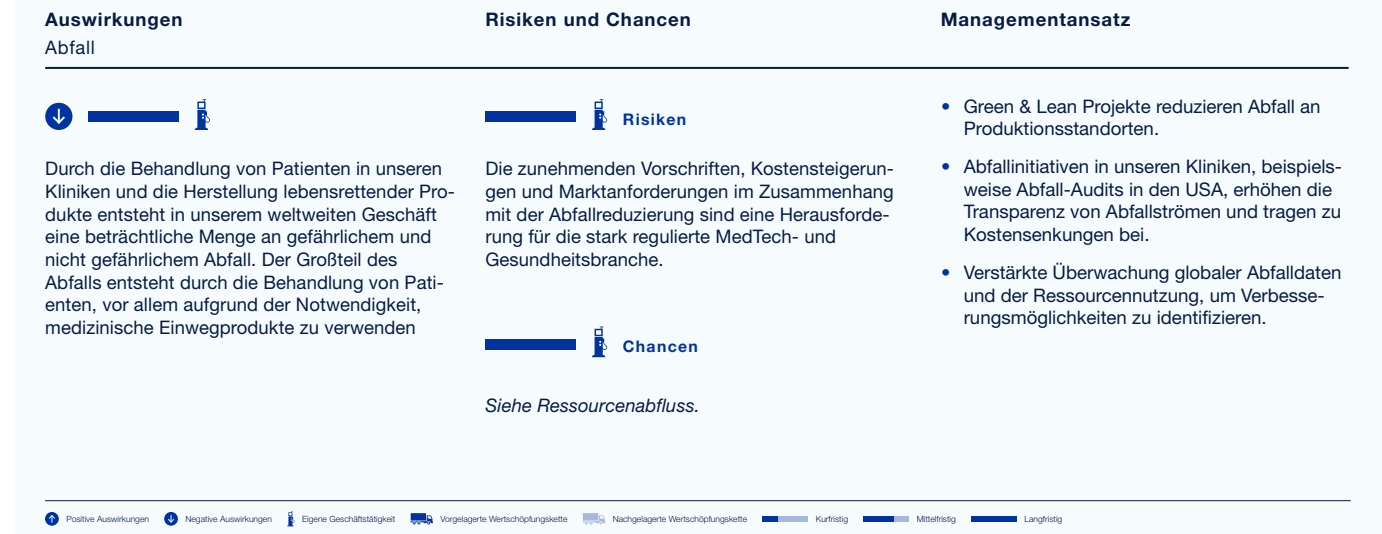 Auswirkungen
Abfall
Risiken und Chancen
Managementansatz
Durch die Behandlung von Patienten in unseren
Kliniken und die Herstellung lebensrettender Pro-
dukte entsteht in unserem weltweiten Geschäft
eine beträchtliche Menge an gefährlichem und
nicht gefährlichem Abfall. Der Großteil des
Abfalls entsteht durch die Behandlung von Pati-
enten, vor allem aufgrund der Notwendigkeit,
medizinische Einwegprodukte zu verwenden
Risiken
Die zunehmenden Vorschriften, Kostensteigerun-
gen und Marktanforderungen im Zusammenhang
mit der Abfallreduzierung sind eine Herausforde-
rung für die stark regulierte MedTech- und
Gesundheitsbranche.
Chancen
Siehe Ressourcenabfluss.
• Green & Lean Projekte reduzieren Abfall an
Produktionsstandorten.
• Abfallinitiativen in unseren Kliniken, beispiels-
weise Abfall-Audits in den USA, erhöhen die
Transparenz von Abfallströmen und tragen zu
Kostensenkungen bei.
• Verstärkte Überwachung globaler Abfalldaten
und der Ressourcennutzung, um Verbesse-
rungsmöglichkeiten zu identifizieren.
Positive Auswirkungen Negative Auswirkungen Eigene Geschäftstätigkeit Vorgelagerte Wertschöpfungskette Nachgelagerte Wertschöpfungskette Kurfristig Mittelfristig Langfristig